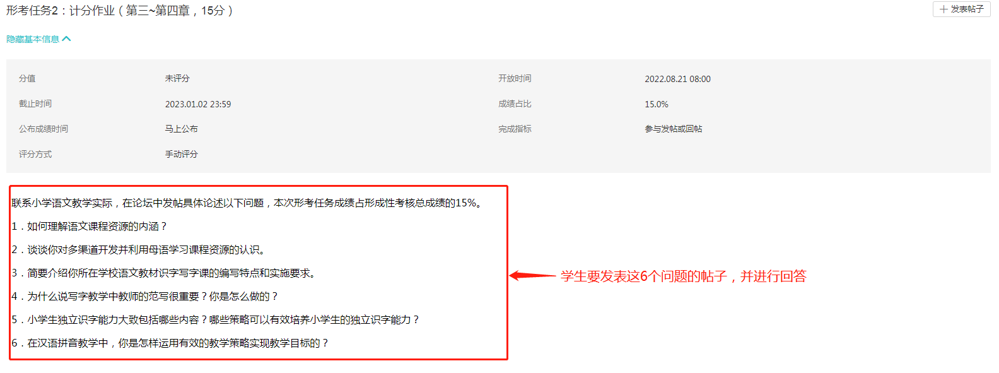 形考任务2：计分作业（第三~第四章，15分）
＋ 发表帖子
隐藏基本信息
分值 未评分 开放时间 2022.08.21 08:00
截止时间 2023.01.02 23:59 成绩占比 15.0%
公布成绩时间 马上公布 完成指标 参与发帖或回帖
评分方式 手动评分
联系小学语文教学实际，在论坛中发帖具体论述以下问题，本次形考任务成绩占形成性考核总成绩的15%。
1．如何理解语文课程资源的内涵？
2．谈谈你对多渠道开发并利用母语学习课程资源的认识。
3．简要介绍你所在学校语文教材识字写字课的编写特点和实施要求。
学生要发表这6个问题的帖子，并进行回答
4．为什么说写字教学中教师的范写很重要？你是怎么做的？
5．小学生独立识字能力大致包括哪些内容？哪些策略可以有效培养小学生的独立识字能力？
6．在汉语拼音教学中，你是怎样运用有效的教学策略实现教学目标的？